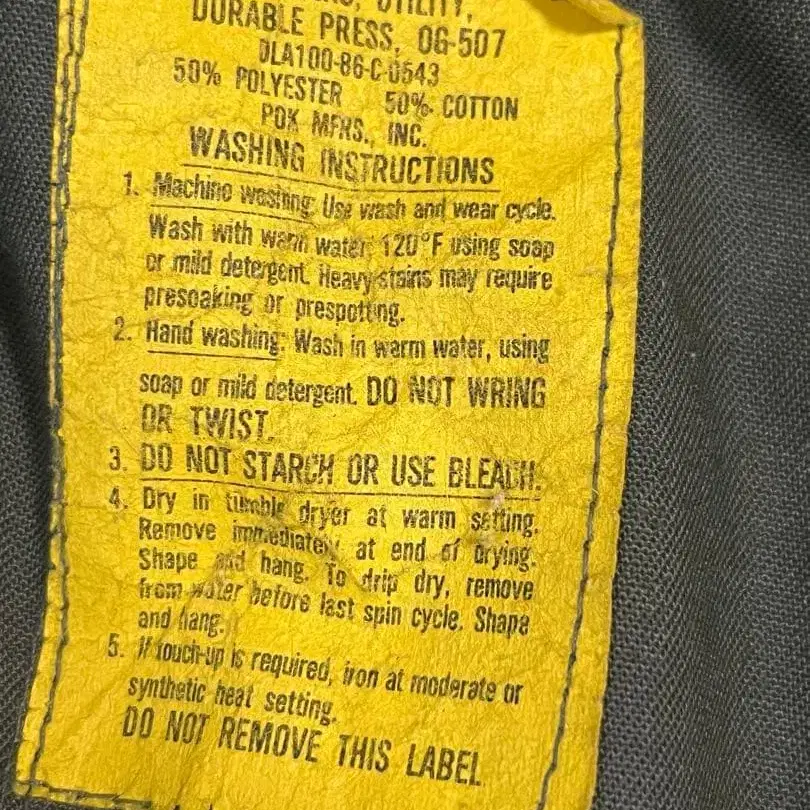 UTILITY,
DURABLE PRESS, OG-507
DLA100-86-C-0543
50% POLYESTER 50% COTTON
POK MFRS., INC.
WASHING INSTRUCTIONS
1. Machine washing: Use wash and wear cycle.
Wash with warm water, 120°F using soap
or mild detergent. Heavy stains may require
presoaking or prespotting.
2. Hand washing: Wash in warm water, using
soap or mild detergent. DO NOT WRING
OR TWIST.
3. DO NOT STARCH OR USE BLEACH.
4. Dry in tumble dryer at warm setting.
Remove immediately at end of drying.
Shape and hang. To drip dry, remove
from water before last spin cycle. Shape
and hang.
5. If touch-up is required, iron at moderate or
synthetic heat setting.
DO NOT REMOVE THIS LABEL